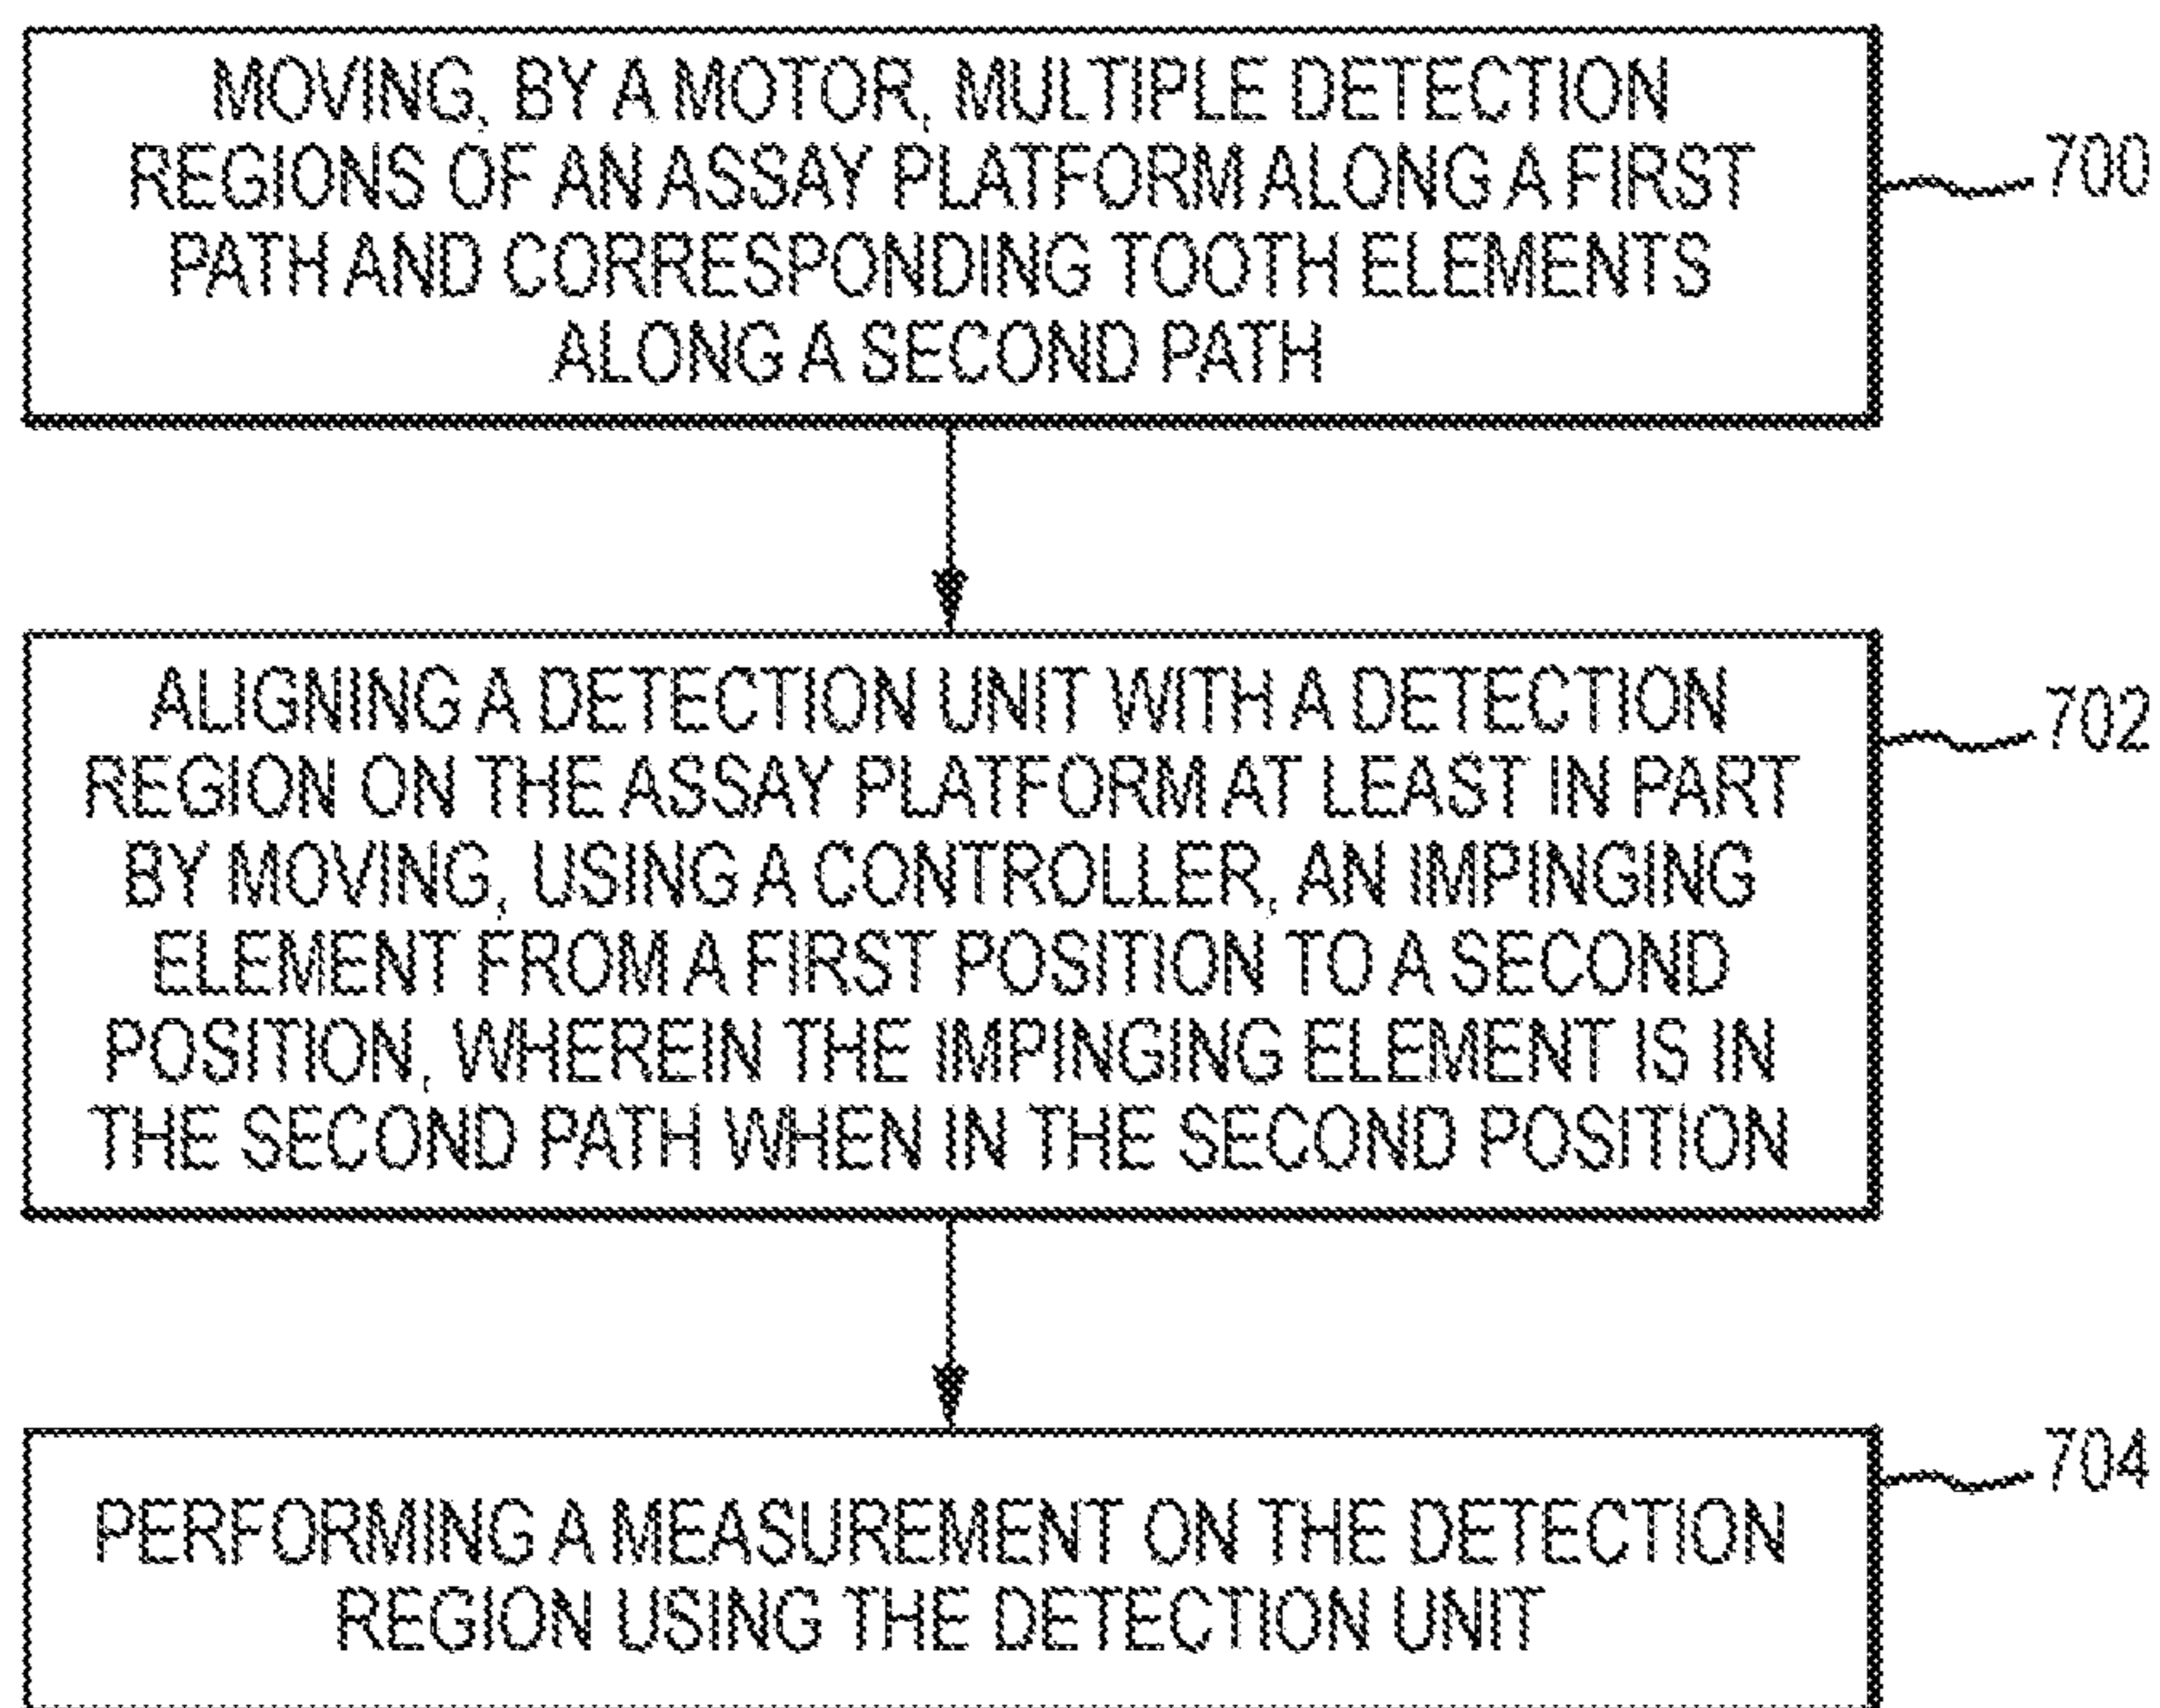 MOVING, BY A MOTOR, MULTIPLE DETECTION
REGIONS OF AN ASSAY PLATFORM ALONG A FIRST
PATH AND CORRESPONDING TOOTH ELEMENTS
ALONG A SECOND PATH
700
ALIGNING A DETECTION UNIT WITH A DETECTION
REGION ON THE ASSAY PLATFORM AT LEAST IN PART
BY MOVING, USING A CONTROLLER, AN IMPINGING
ELEMENT FROM A FIRST POSITION TO A SECOND
POSITION, WHEREIN THE IMPINGING ELEMENT IS IN
THE SECOND PATH WHEN IN THE SECOND POSITION
702
PERFORMING A MEASUREMENT ON THE DETECTION
REGION USING THE DETECTION UNIT
704